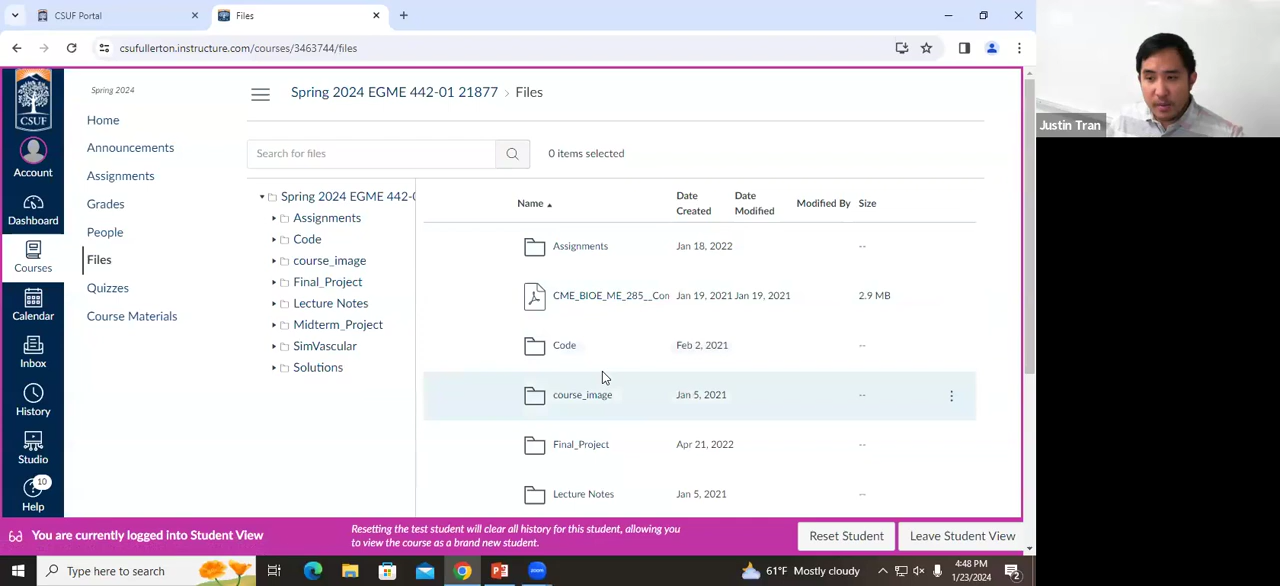 CSUF Portal
Files
csufullerton.instructure.com/courses/3463744/files
CSUF
Account
Dashboard
Courses
Calendar
Inbox
History
Studio
10
Help
Spring 2024
Home
Announcements
Assignments
Grades
People
Files
Quizzes
Course Materials
Spring 2024 EGME 442-01 21877 › Files
Search for files
0 items selected
Spring 2024 EGME 442-0
Assignments
Code
course_image
Final_Project
Lecture Notes
Midterm_Project
SimVascular
Solutions
Name
Date Created
Date Modified
Modified By
Size
Assignments Jan 18, 2022 --
CME_BIOE_ME_285__Con Jan 19, 2021 Jan 19, 2021 2.9 MB
Code Feb 2, 2021 --
course_image Jan 5, 2021 --
Final_Project Apr 21, 2022 --
Lecture Notes Jan 5, 2021 --
You are currently logged into Student View
Resetting the test student will clear all history for this student, allowing you
to view the course as a brand new student.
Reset Student
Leave Student View
Type here to search
61°F Mostly cloudy
4:48 PM
1/23/2024
2
Justin Tran